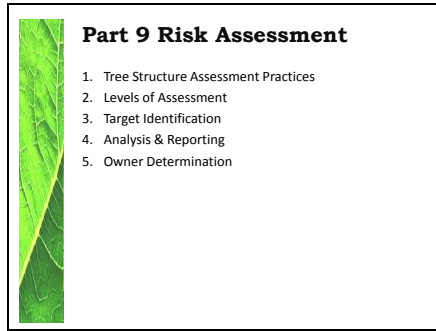 Part 9 Risk Assessment
1. Tree Structure Assessment Practices
2. Levels of Assessment
3. Target Identification
4. Analysis & Reporting
5. Owner Determination